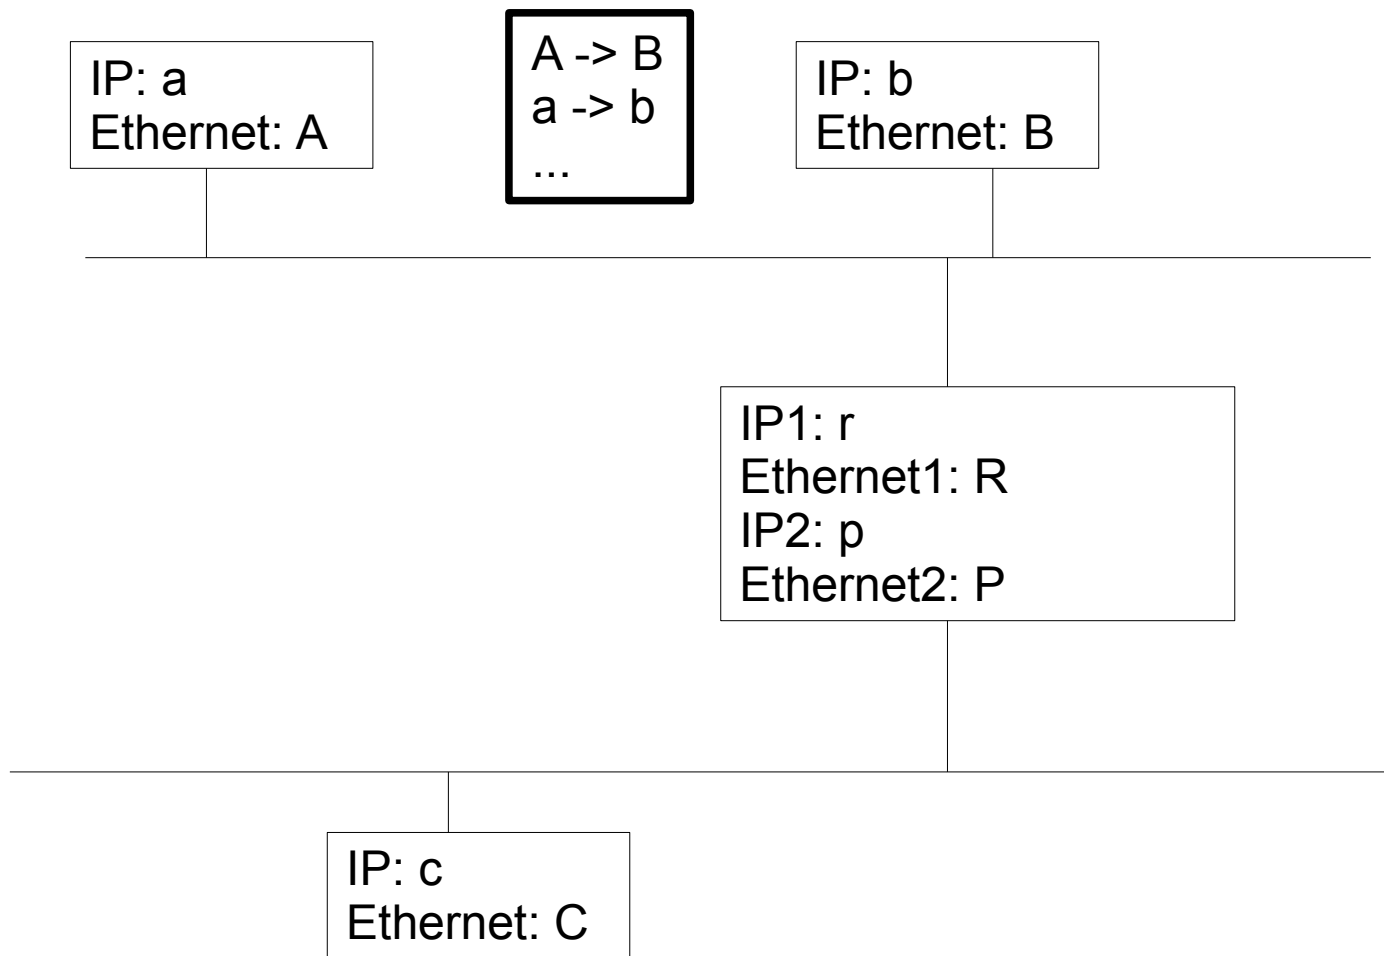 IP: a
Ethernet: A
A -> B
a -> b
...
IP: b
Ethernet: B
IP1: r
Ethernet1: R
IP2: p
Ethernet2: P
IP: c
Ethernet: C